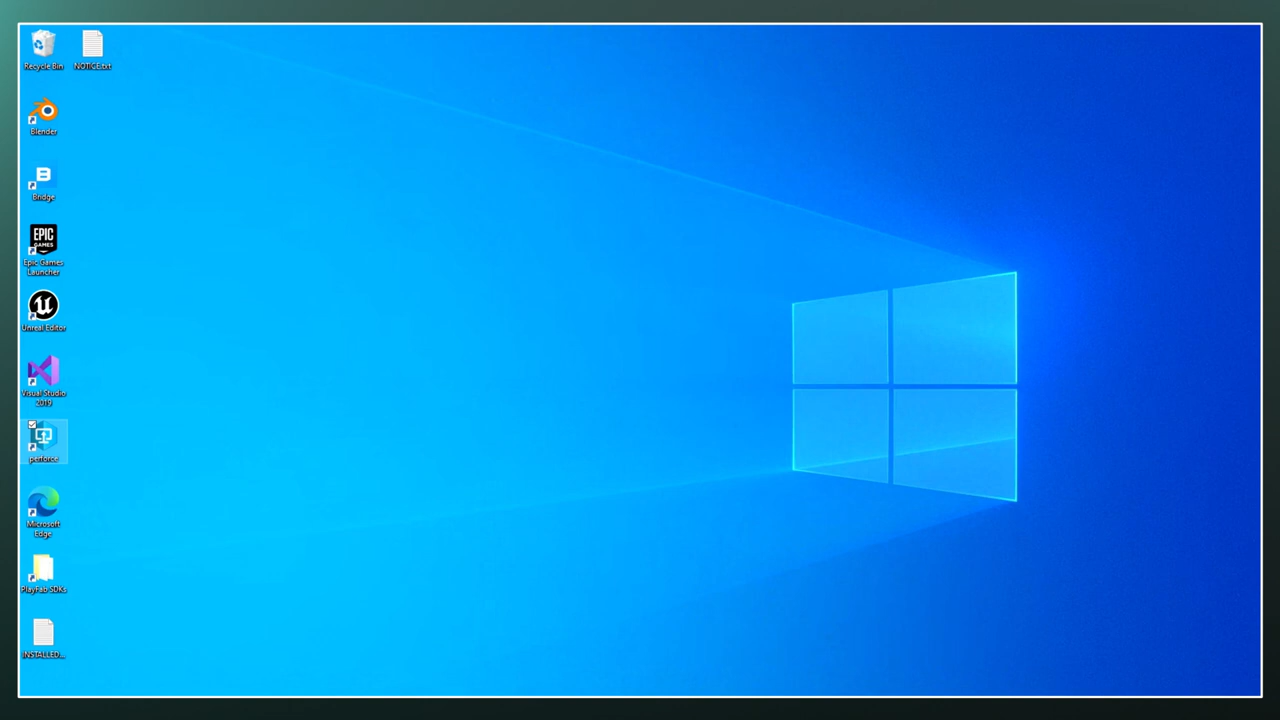 Recycle Bin
NOTICE.txt
Blender
Bridge
EPIC
GAMES
Epic Games
Launcher
Unreal Editor
Visual Studio
2019
perforce
Microsoft
Edge
PlayFab SDKs
INSTALLED...